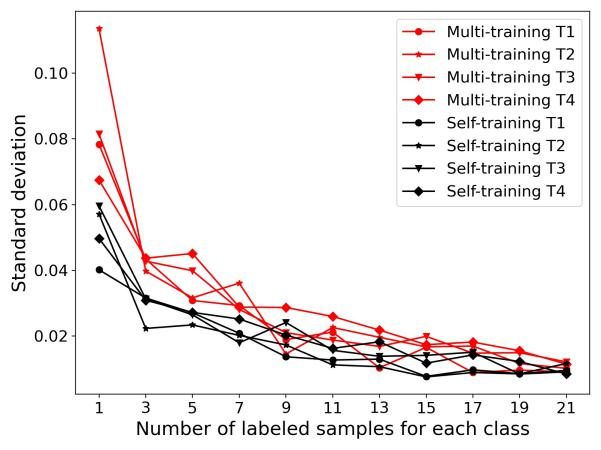 Multi-training T1
Multi-training T2
Multi-training T3
Multi-training T4
Self-training T1
Self-training T2
Self-training T3
Self-training T4
Standard deviation
0.10
0.08
0.06
0.04
0.02
1 3 5 7 9 11 13 15 17 19 21
Number of labeled samples for each class